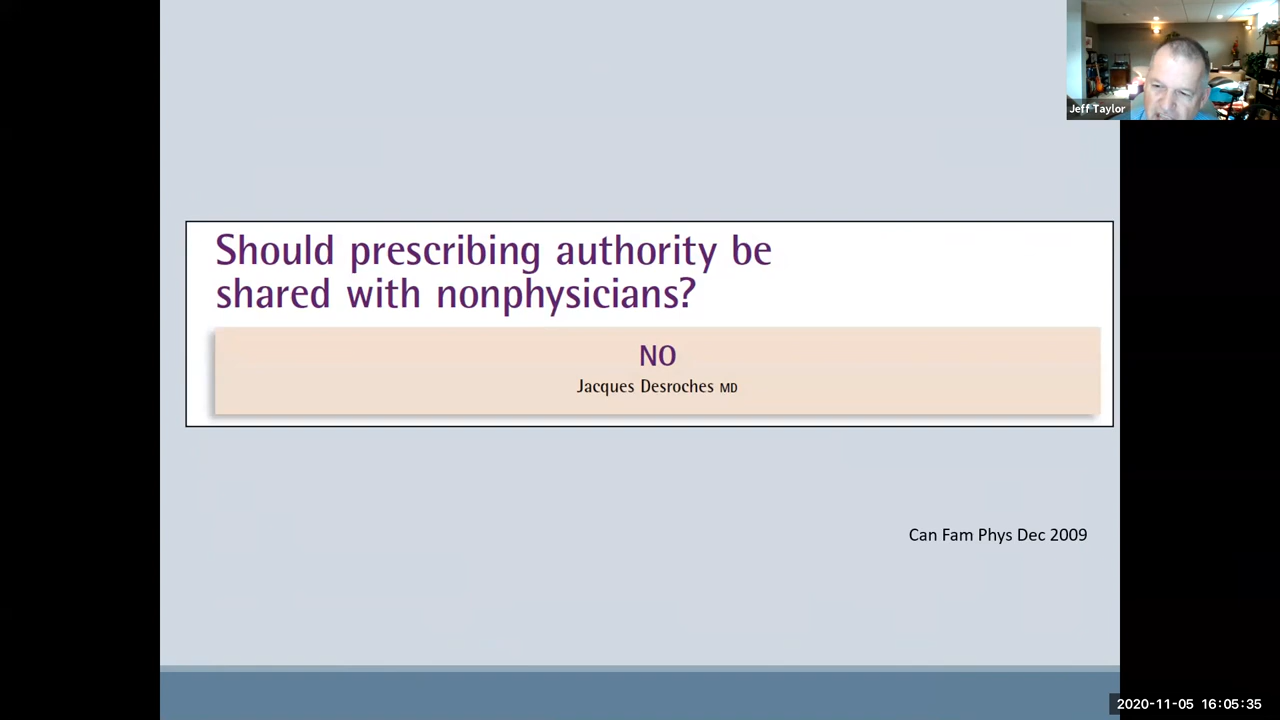 Jeff Taylor
Should prescribing authority be
shared with nonphysicians?
NO
Jacques Desroches MD
Can Fam Phys Dec 2009
2020-11-05 16:05:35